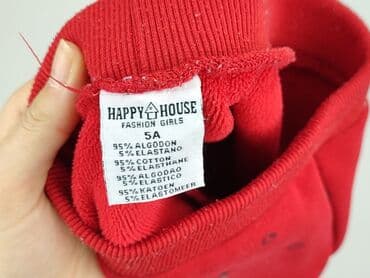 HAPPY HOUSE
FASHION GIRLS
5A
95% ALGODON
5% ELASTANO
95% COTTON
5% ELASTHANE
95% ALGODAO
5% ELASTICO
95% KATOEN
5% ELASTOMEER